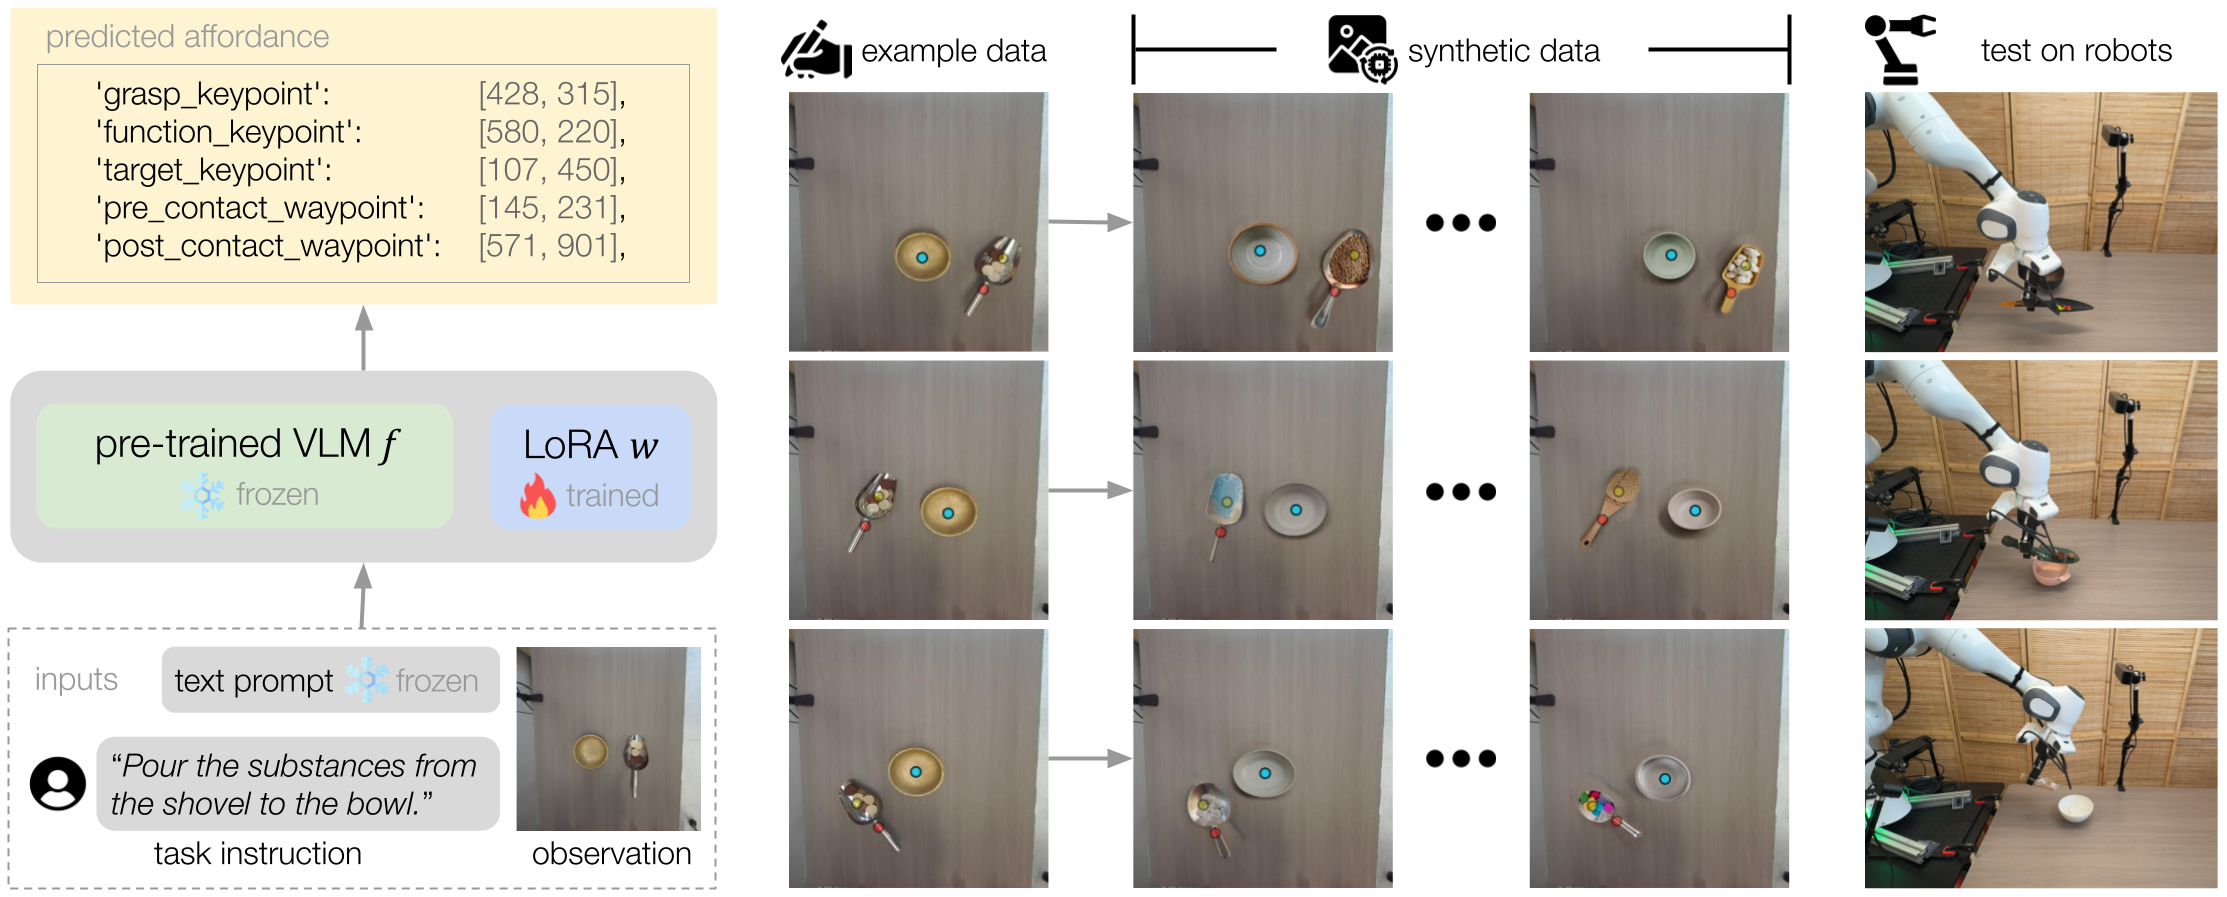 predicted affordance
'grasp_keypoint': [428, 315],
'function_keypoint': [580, 220],
'target_keypoint': [107, 450],
'pre_contact_waypoint': [145, 231],
'post_contact_waypoint': [571, 901],
pre-trained VLM f
frozen
LoRA w
trained
inputs
text prompt frozen
“Pour the substances from
the shovel to the bowl.”
task instruction
observation
example data
synthetic data
test on robots